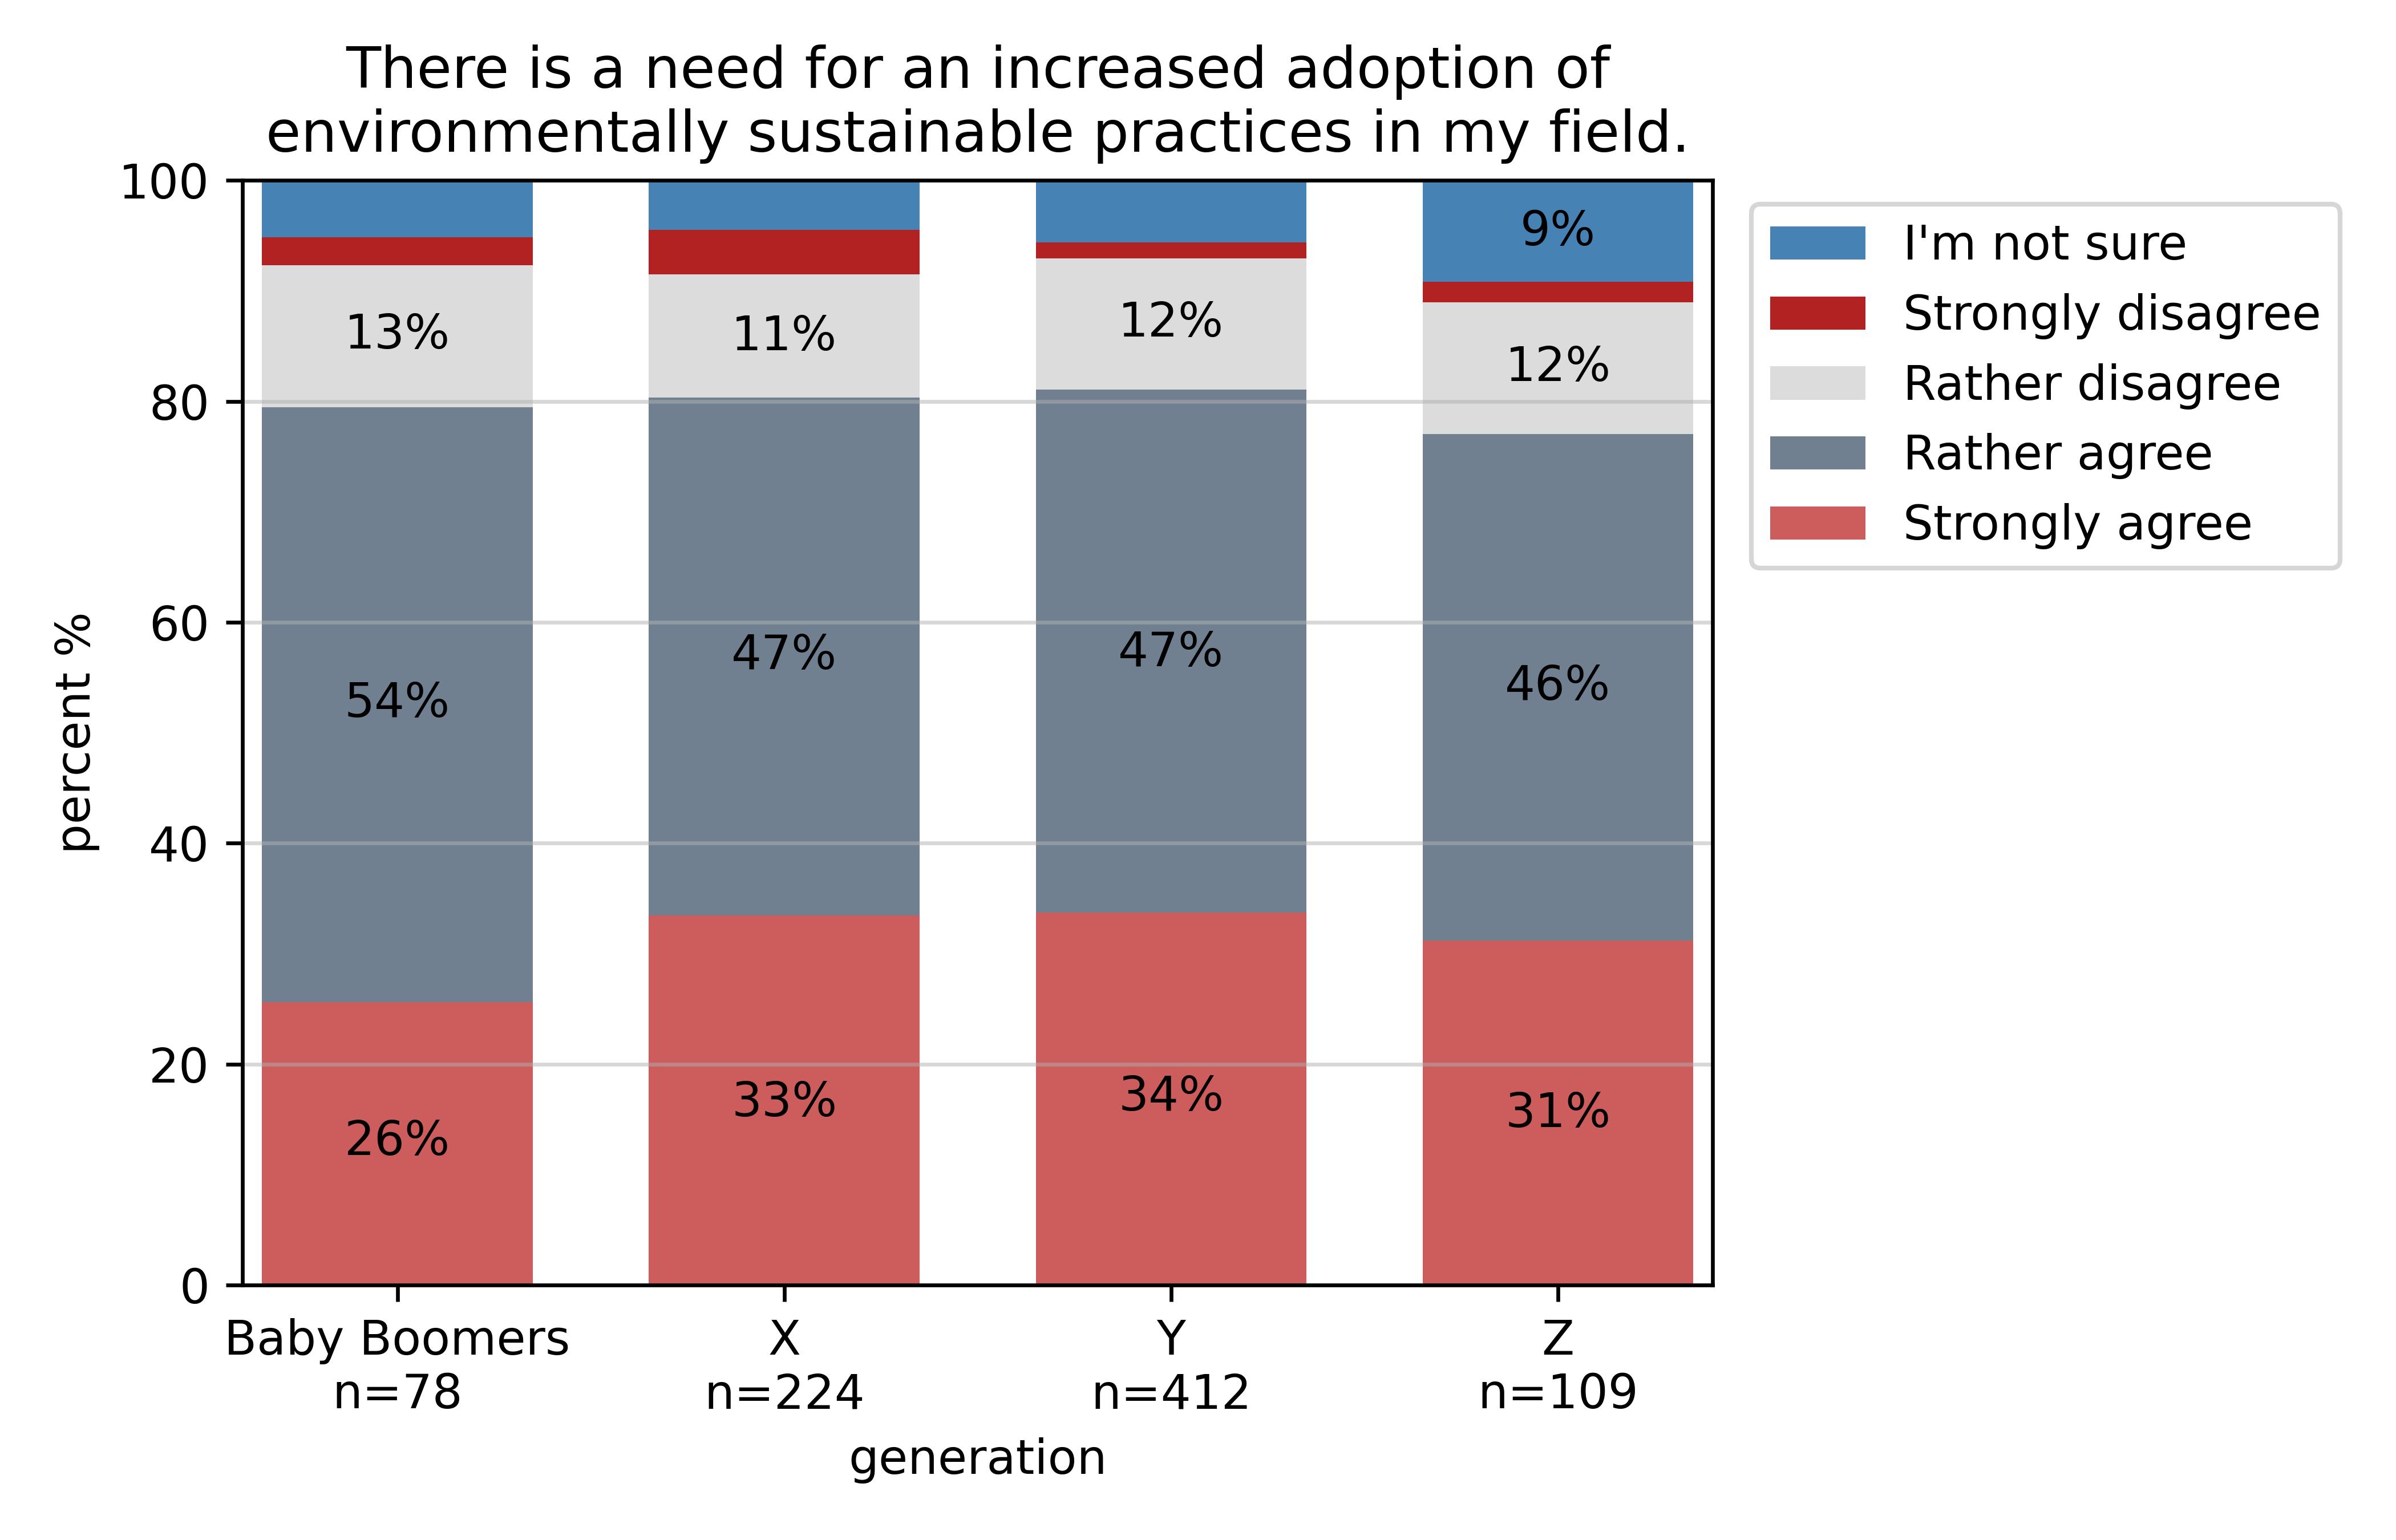 There is a need for an increased adoption of
environmentally sustainable practices in my field.
100
80
60
40
20
0
percent %
13%
54%
26%
11%
47%
33%
12%
47%
34%
9%
12%
46%
31%
Baby Boomers
n=78
X
n=224
Y
n=412
Z
n=109
generation
I'm not sure
Strongly disagree
Rather disagree
Rather agree
Strongly agree